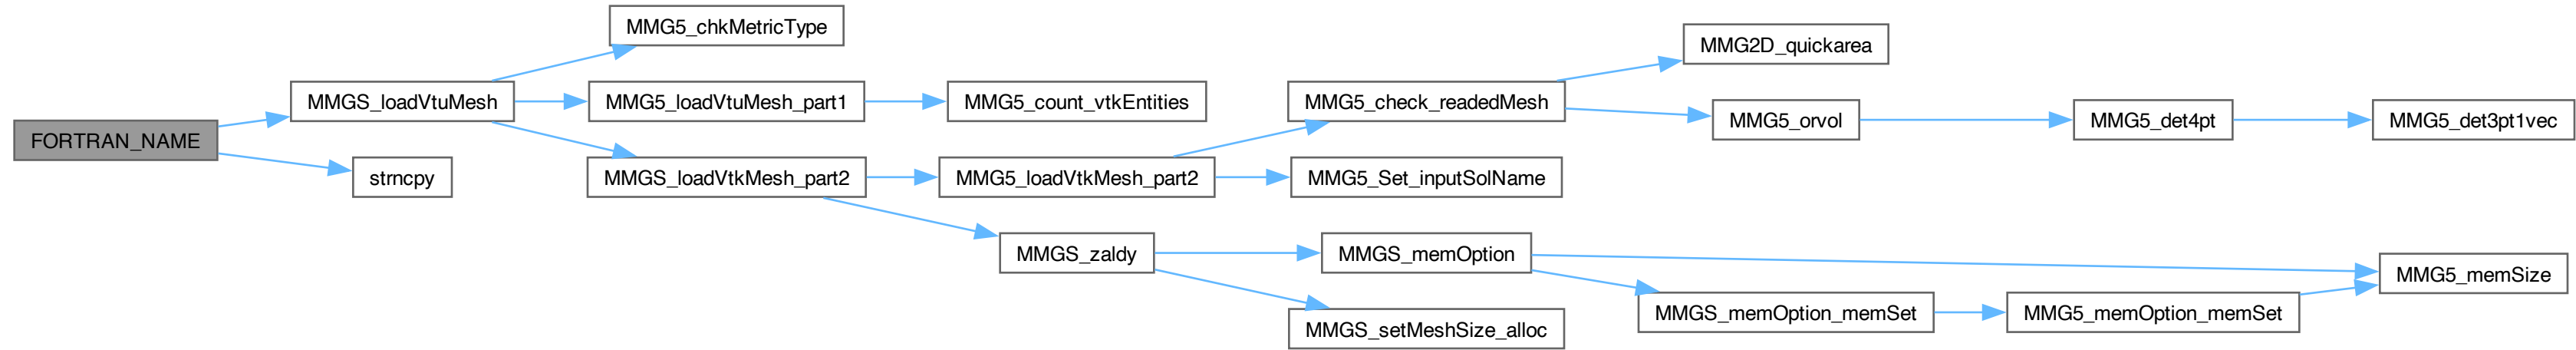 FORTRAN_NAME
MMGS_loadVtuMesh
strncpy
MMG5_chkMetricType
MMG5_loadVtuMesh_part1
MMGS_loadVtkMesh_part2
MMG5_count_vtkEntities
MMG5_loadVtkMesh_part2
MMGS_zaldy
MMG5_check_readedMesh
MMG5_Set_inputSolName
MMGS_memOption
MMGS_setMeshSize_alloc
MMG2D_quickarea
MMG5_orvol
MMGS_memOption_memSet
MMG5_det4pt
MMG5_memOption_memSet
MMG5_det3pt1vec
MMG5_memSize